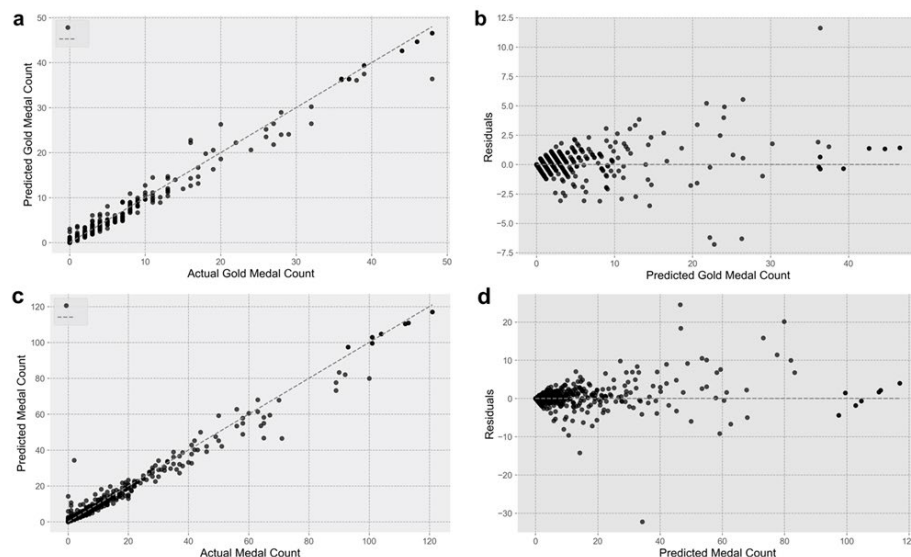 a
50
40
30
20
10
0
Predicted Gold Medal Count
0 10 20 30 40 50
Actual Gold Medal Count
b
12.5
10.0
7.5
5.0
2.5
0.0
−2.5
−5.0
−7.5
Residuals
0 10 20 30 40
Predicted Gold Medal Count
c
120
100
80
60
40
20
0
Predicted Medal Count
0 20 40 60 80 100 120
Actual Medal Count
d
20
10
0
−10
−20
−30
Residuals
0 20 40 60 80 100 120
Predicted Medal Count